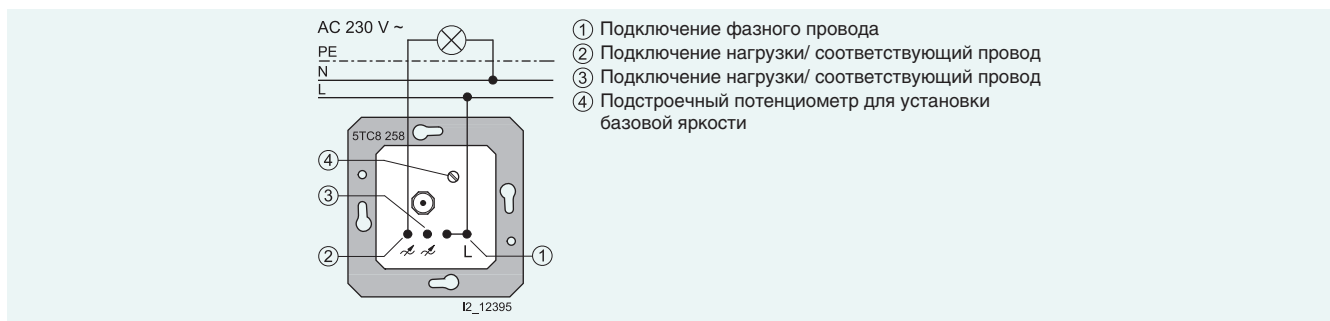 AC 230 V ~
PE
N
L
5TC8 258
④
③
②
L
①
I2_12395
① Подключение фазного провода
② Подключение нагрузки/ соответствующий провод
③ Подключение нагрузки/ соответствующий провод
④ Подстроечный потенциометр для установки
базовой яркости